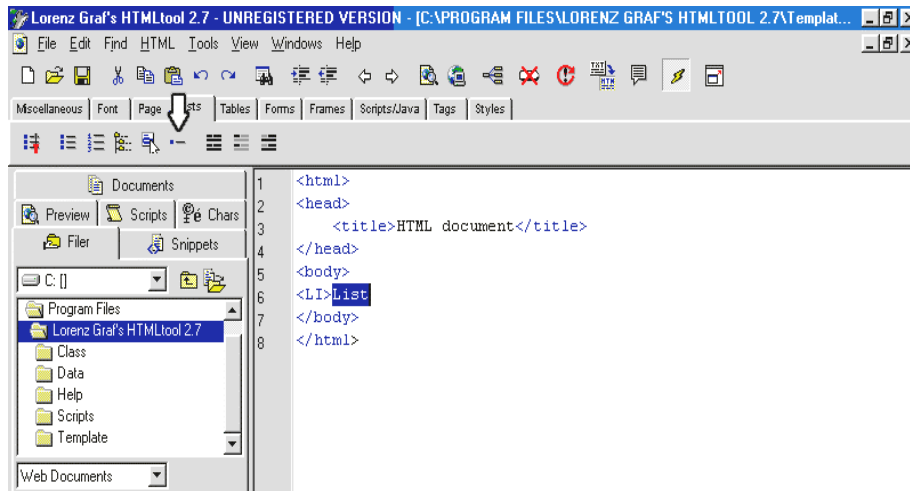 Lorenz Graf's HTMLtool 2.7 - UNREGISTERED VERSION - [C:\PROGRAM FILES\LORENZ GRAF'S HTMLTOOL 2.7\Templat...
File Edit Find HTML Tools View Windows Help
Miscellaneous Font Page sts Tables Forms Frames Scripts/Java Tags Styles
Documents
Preview Scripts Chars
Filer Snippets
C: []
Program Files
Lorenz Graf's HTMLtool 2.7
Class
Data
Help
Scripts
Template
Web Documents
1 <html>
2 <head>
3 <title>HTML document</title>
4 </head>
5 <body>
6 <LI>List
7 </body>
8 </html>